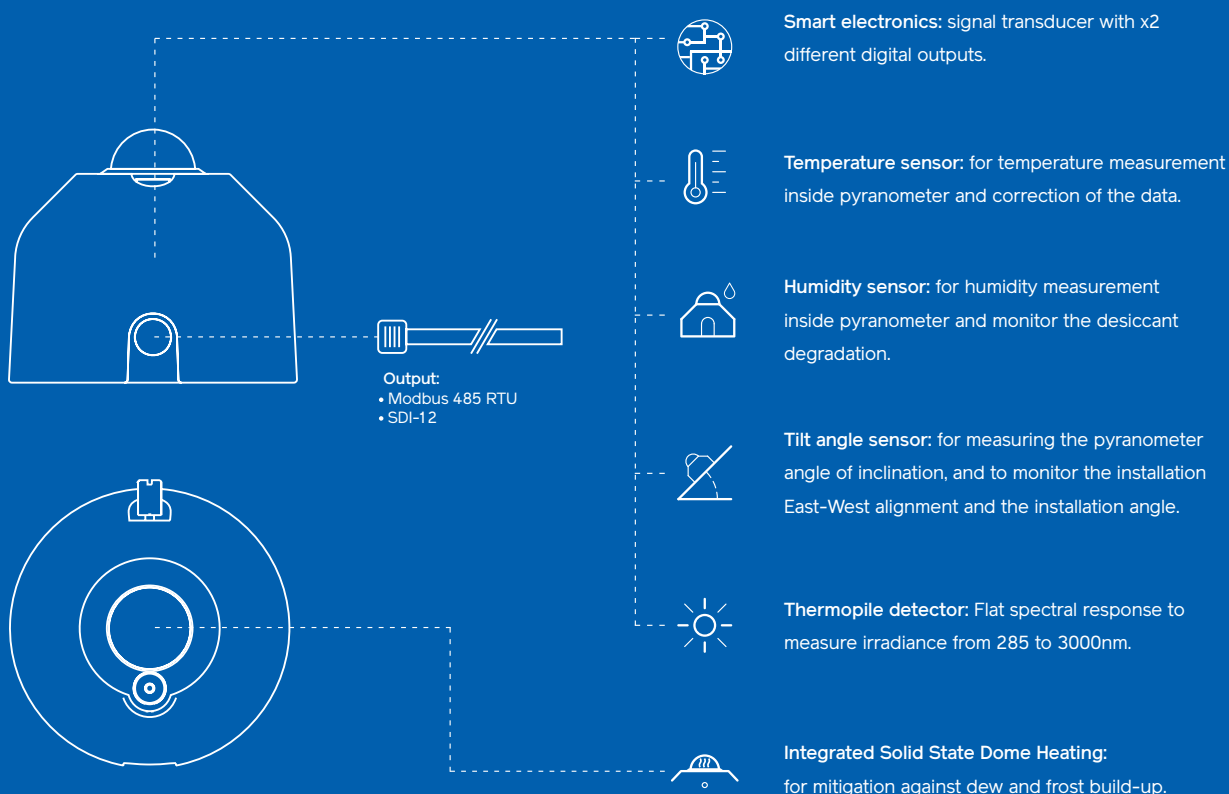 Smart electronics: signal transducer with x2
different digital outputs.
Temperature sensor: for temperature measurement
inside pyranometer and correction of the data.
Humidity sensor: for humidity measurement
inside pyranometer and monitor the desiccant
degradation.
Output:
• Modbus 485 RTU
• SDI-12
Tilt angle sensor: for measuring the pyranometer
angle of inclination, and to monitor the installation
East-West alignment and the installation angle.
Thermopile detector: Flat spectral response to
measure irradiance from 285 to 3000nm.
Integrated Solid State Dome Heating:
for mitigation against dew and frost build-up.